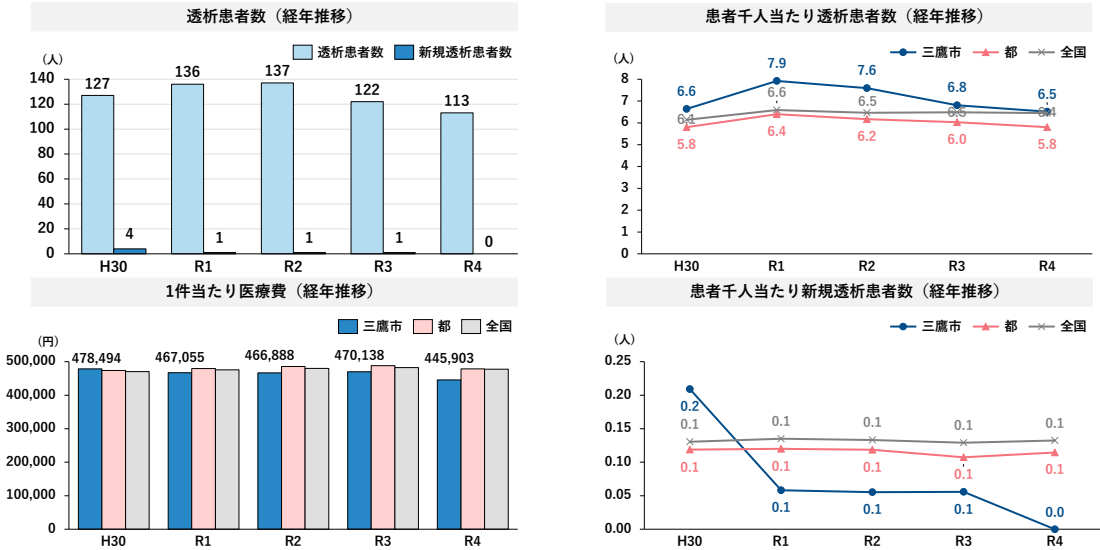 透析患者数（経年推移）
（人）
透析患者数 新規透析患者数
140
120
100
80
60
40
20
0
127 136 137 122 113
4 1 1 1 0
H30 R1 R2 R3 R4
患者千人当たり透析患者数（経年推移）
（人）
三鷹市 都 全国
8
7
6
5
4
3
2
1
0
6.6 7.9 7.6 6.8 6.5
6.1 6.6 6.5 6.5 6.4
5.8 6.4 6.2 6.0 5.8
H30 R1 R2 R3 R4
1件当たり医療費（経年推移）
三鷹市 都 全国
（円）
500,000
400,000
300,000
200,000
100,000
0
478,494 467,055 466,888 470,138 445,903
H30 R1 R2 R3 R4
患者千人当たり新規透析患者数（経年推移）
三鷹市 都 全国
（人）
0.25
0.20
0.15
0.10
0.05
0.00
0.2 0.1 0.1 0.1 0.0
0.1 0.1 0.1 0.1 0.1
0.1 0.1 0.1 0.1 0.1
H30 R1 R2 R3 R4